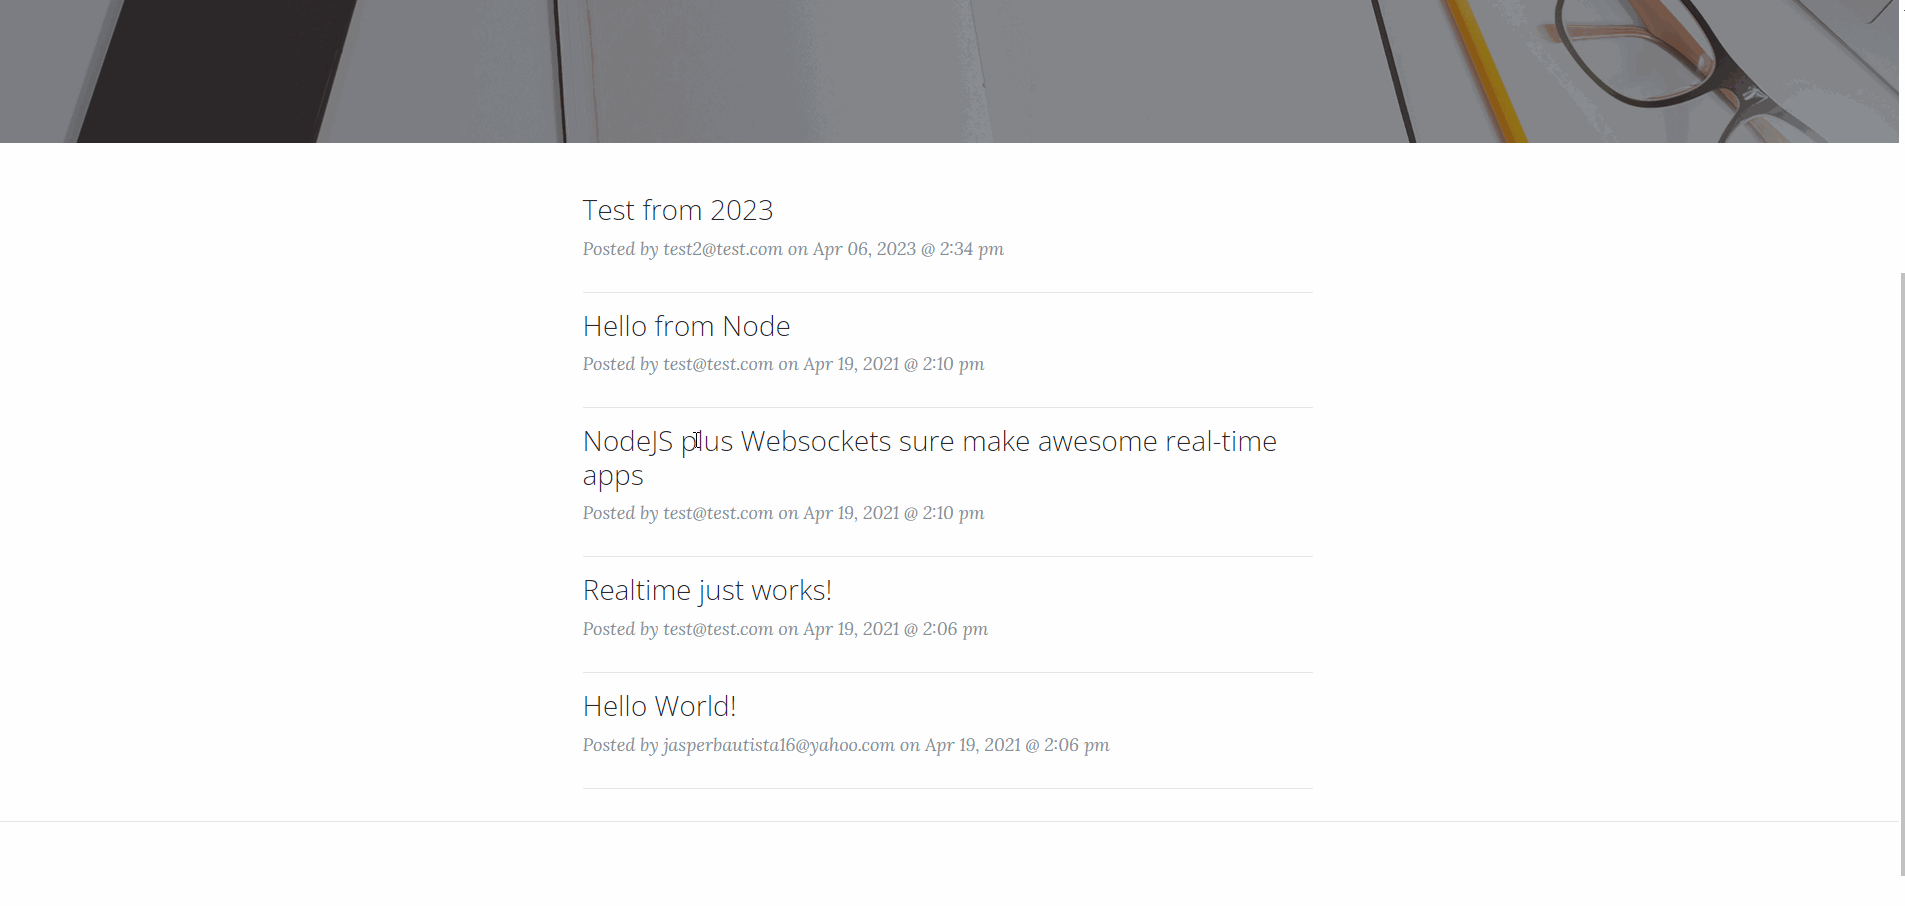 Test from 2023
Posted by test2@test.com on Apr 06, 2023 @ 2:34 pm
Hello from Node
Posted by test@test.com on Apr 19, 2021 @ 2:10 pm
NodeJS plus Websockets sure make awesome real-time
apps
Posted by test@test.com on Apr 19, 2021 @ 2:10 pm
Realtime just works!
Posted by test@test.com on Apr 19, 2021 @ 2:06 pm
Hello World!
Posted by jasperbautista16@yahoo.com on Apr 19, 2021 @ 2:06 pm